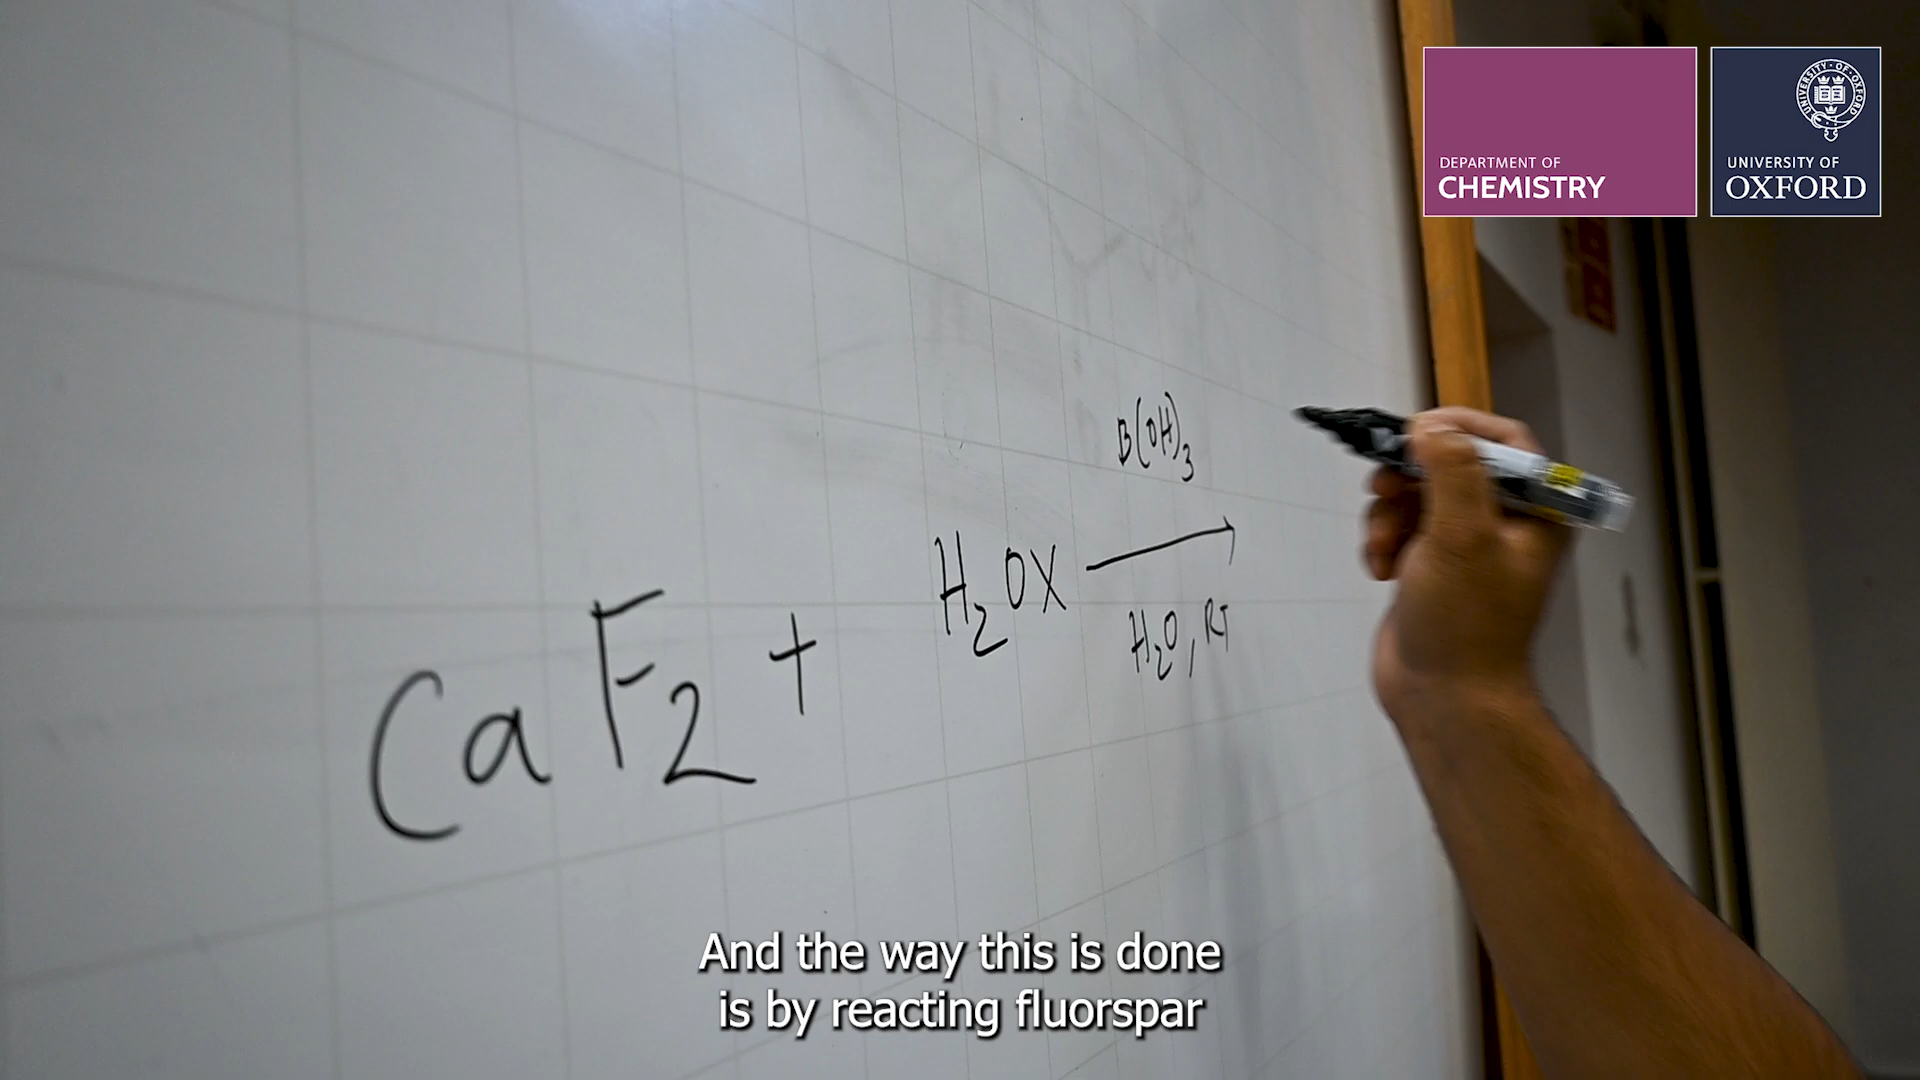 DEPARTMENT OF
CHEMISTRY
UNIVERSITY OF
OXFORD
B(OH)3
CaF2 + H2OX →
H2O, RT
And the way this is done
is by reacting fluorspar